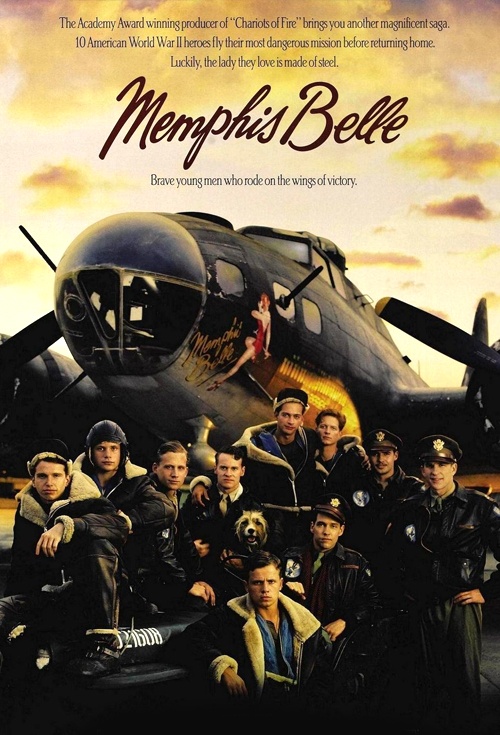 The Academy Award winning producer of "Chariots of Fire" brings you another magnificent saga.
10 American World War II heroes fly their most dangerous mission before returning home.
Luckily, the lady they love is made of steel.
Memphis Belle
Brave young men who rode on the wings of victory.
Memphis
Belle